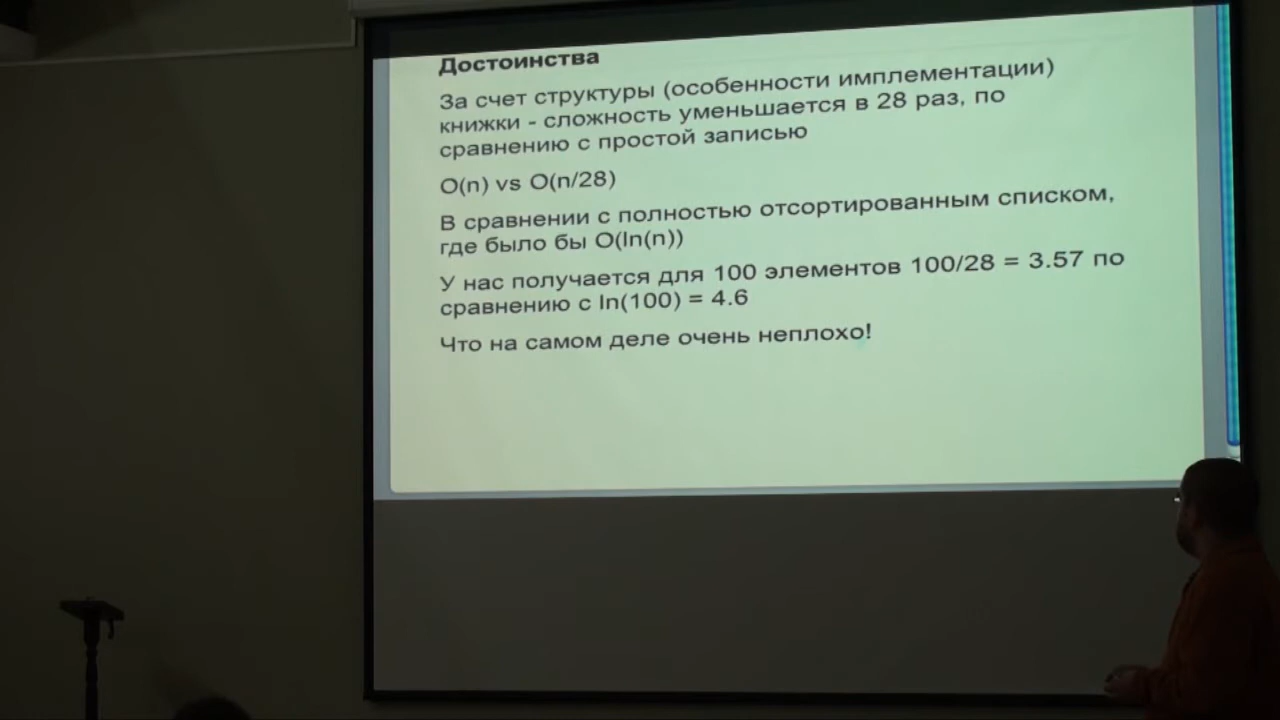 Достоинства
За счет структуры (особенности имплементации)
книжки - сложность уменьшается в 28 раз, по
сравнению с простой записью
O(n) vs O(n/28)
В сравнении с полностью отсортированным списком,
где было бы O(ln(n))
У нас получается для 100 элементов 100/28 = 3.57 по
сравнению с ln(100) = 4.6
Что на самом деле очень неплохо!